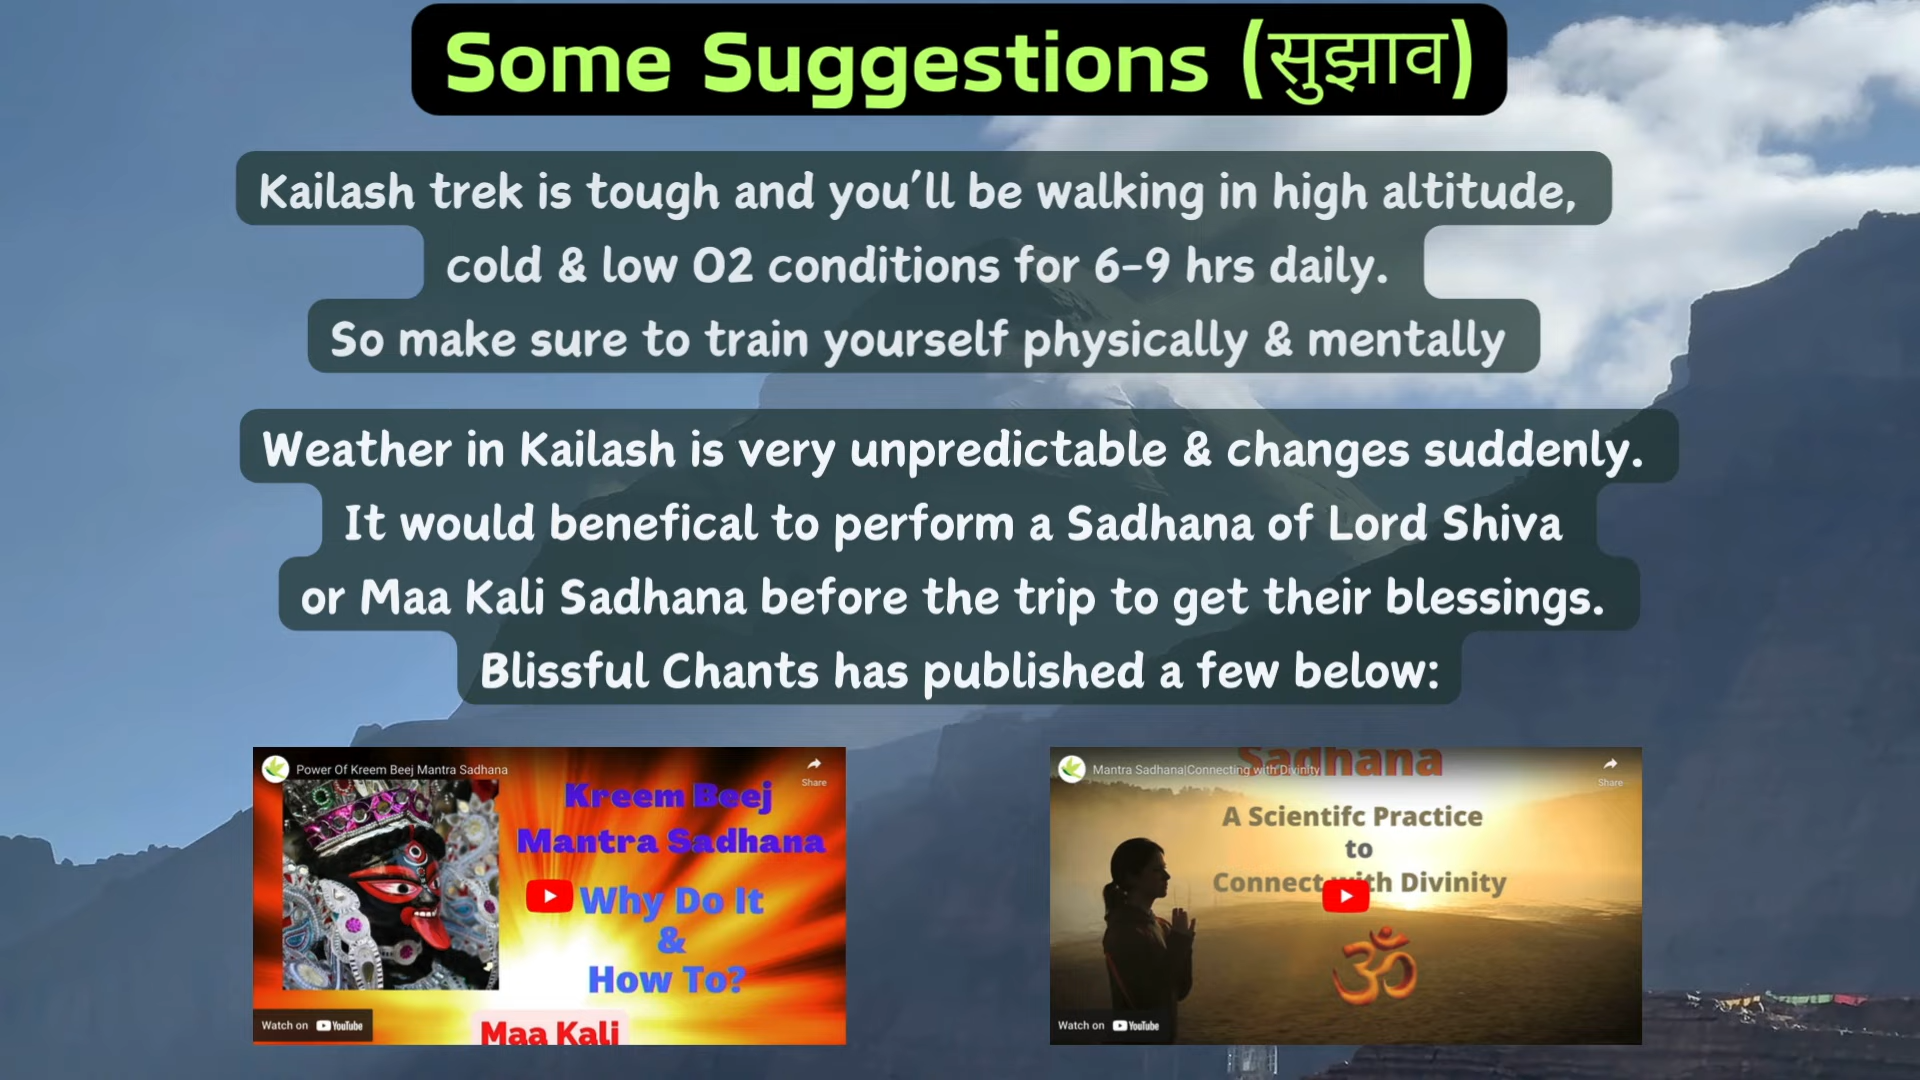 Some Suggestions (सुझाव)
Kailash trek is tough and you'll be walking in high altitude,
cold & low O2 conditions for 6-9 hrs daily.
So make sure to train yourself physically & mentally
Weather in Kailash is very unpredictable & changes suddenly.
It would benefical to perform a Sadhana of Lord Shiva
or Maa Kali Sadhana before the trip to get their blessings.
Blissful Chants has published a few below:
Power Of Kreem Beej Mantra Sadhana
Share
Kreem Beej
Mantra Sadhana
Why Do It
&
How To?
Maa Kali
Watch on YouTube
Sadhana
Mantra Sadhana|Connecting with Divinity
Share
A Scientifc Practice
to
Connect with Divinity
ॐ
Watch on YouTube